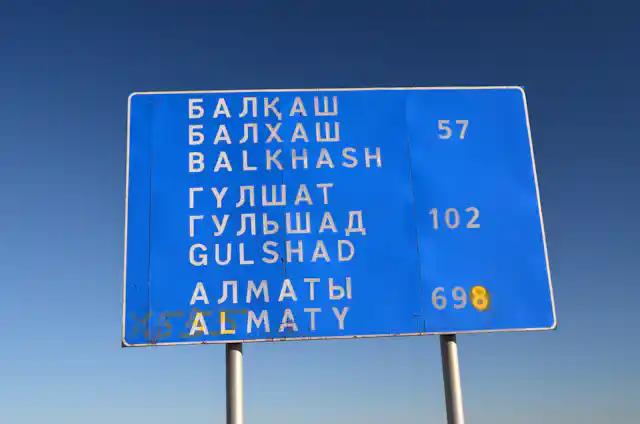 БАЛҚАШ
БАЛХАШ 57
BALKHASH
ГҮЛШАТ
ГУЛЬШАД 102
GULSHAD
АЛМАТЫ 698
ALMATY